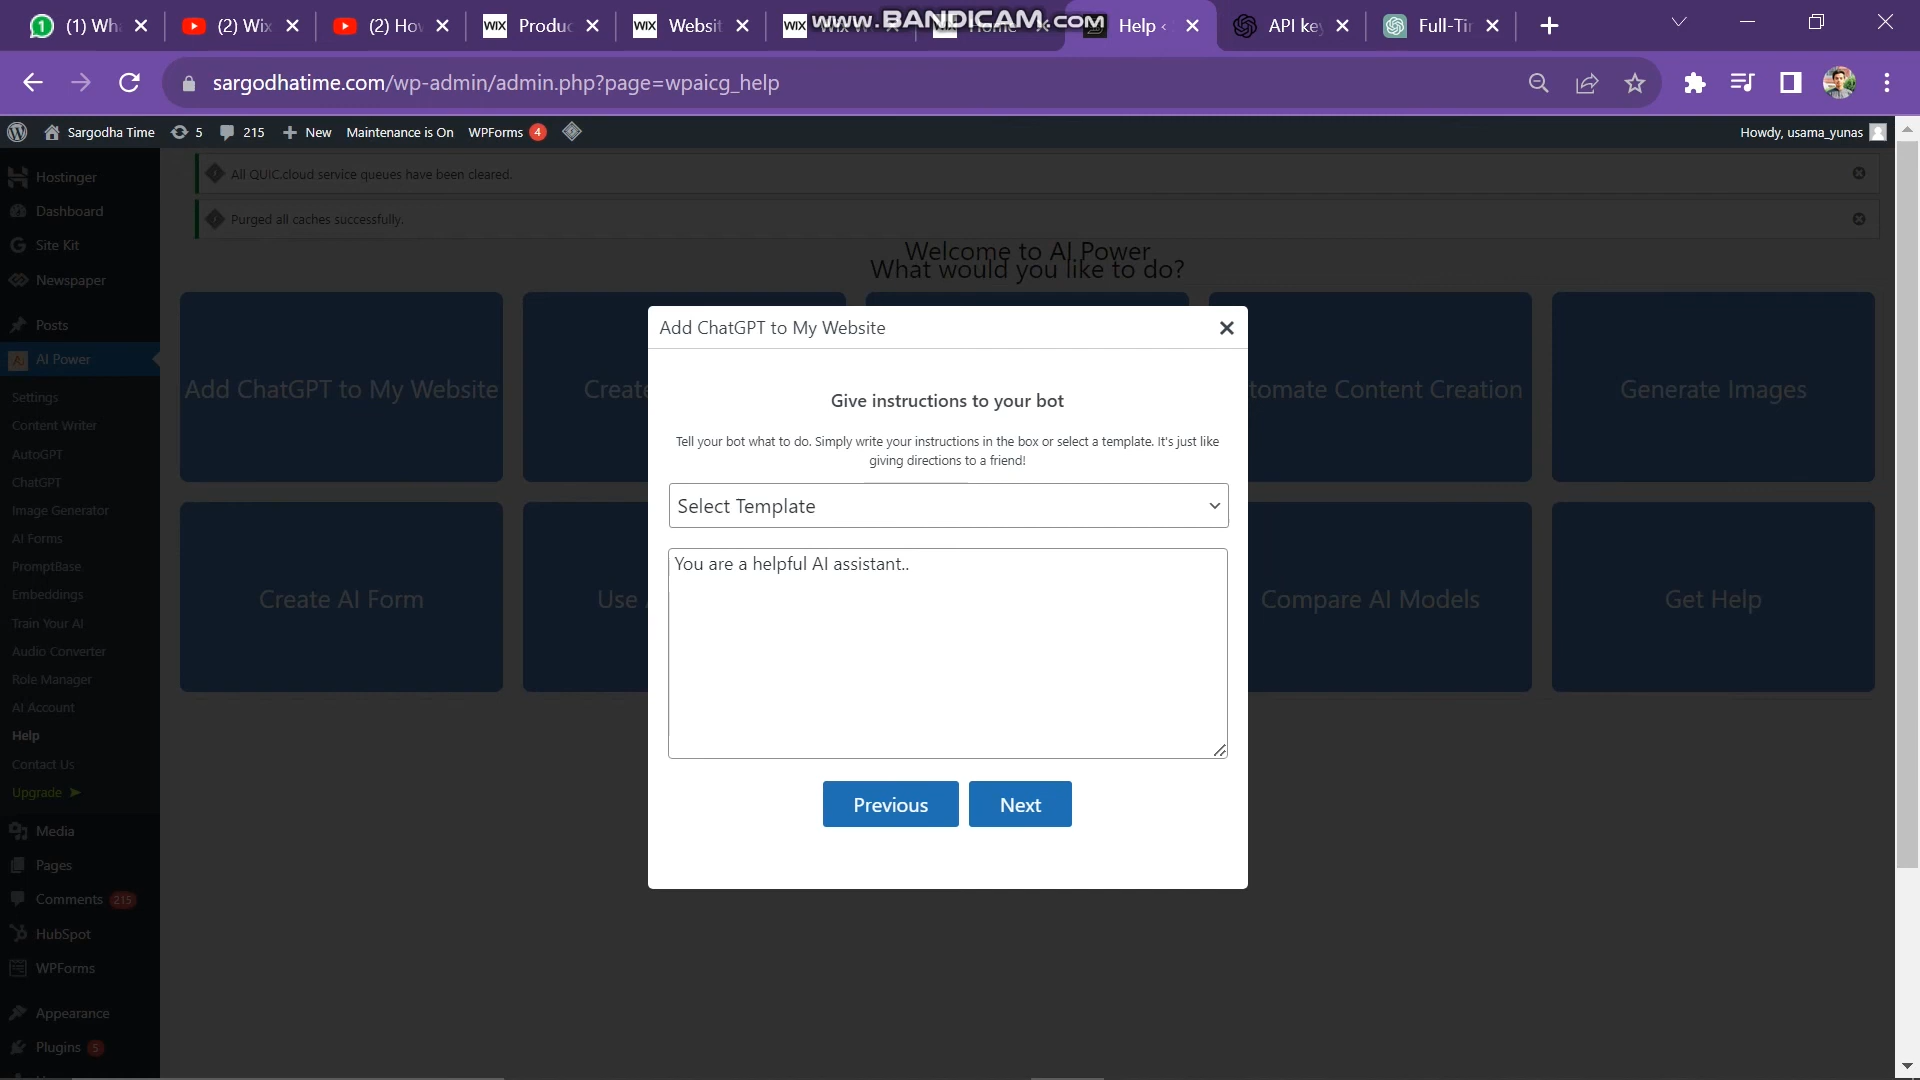 (1) Wh
(2) Wix
(2) Hov
WIX Produc
WIX Websit
WIX Wix W
Home
Help ‹
API key
Full-Tir
www.BANDICAM.com
sargodhatime.com/wp-admin/admin.php?page=wpaicg_help
Sargodha Time
5
215
New
Maintenance is On
WPForms 4
Howdy, usama_yunas
Hostinger
Dashboard
Site Kit
Newspaper
Posts
AI Power
Settings
Content Writer
AutoGPT
ChatGPT
Image Generator
AI Forms
PromptBase
Embeddings
Train Your AI
Audio Converter
Role Manager
AI Account
Help
Contact Us
Upgrade ➤
Media
Pages
Comments 215
HubSpot
WPForms
Appearance
Plugins 5
All QUIC.cloud service queues have been cleared.
Purged all caches successfully.
Welcome to AI Power
What would you like to do?
Add ChatGPT to My Website
Create
tomate Content Creation
Generate Images
Create AI Form
Use
Compare AI Models
Get Help
Add ChatGPT to My Website
Give instructions to your bot
Tell your bot what to do. Simply write your instructions in the box or select a template. It's just like
giving directions to a friend!
Select Template
You are a helpful AI assistant..
Previous
Next